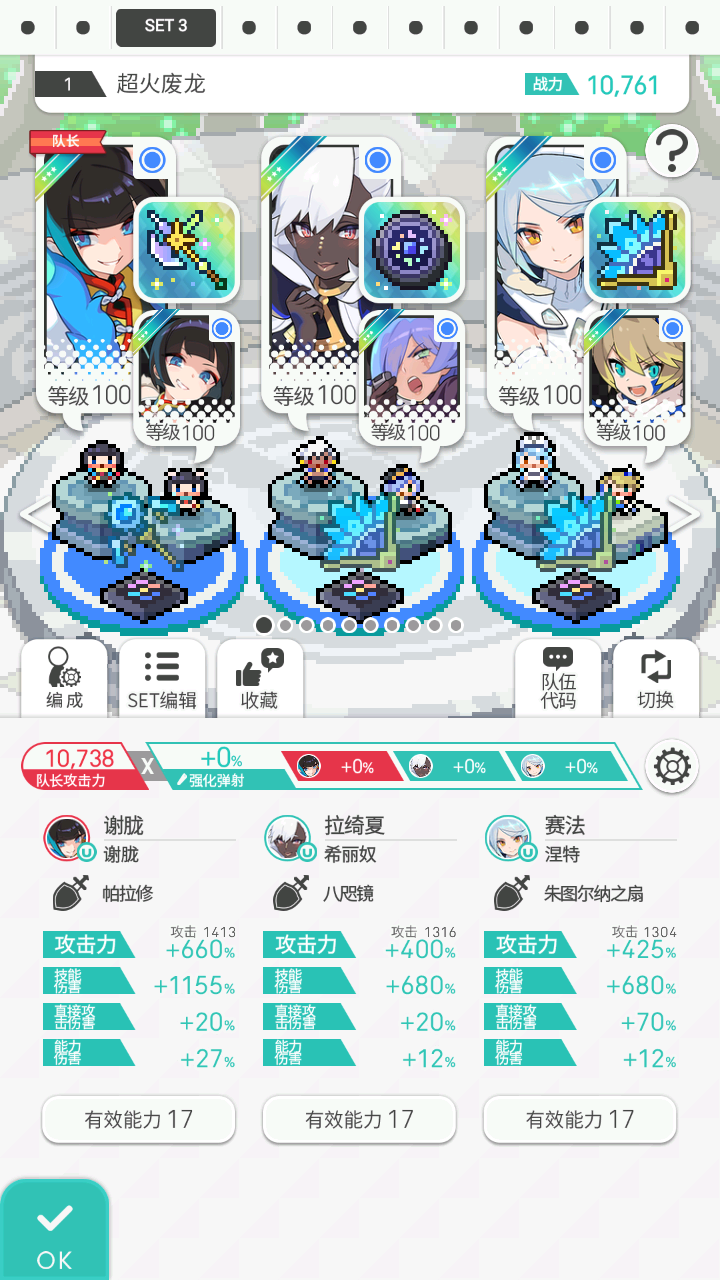 SET 3
1 超火废龙 战力 10,761
队长
?
等级100 等级100 等级100
等级100 等级100 等级100
编成 SET编辑 收藏 队伍代码 切换
10,738 X +0% +0% +0% +0%
队长攻击力 强化弹射
谢胧 拉绮夏 赛法
谢胧 希丽奴 涅特
帕拉修 八咫镜 朱图尔纳之扇
攻击 1413 攻击 1316 攻击 1304
攻击力 +660% 攻击力 +400% 攻击力 +425%
技能伤害 +1155% 技能伤害 +680% 技能伤害 +680%
直接攻击伤害 +20% 直接攻击伤害 +20% 直接攻击伤害 +70%
能力伤害 +27% 能力伤害 +12% 能力伤害 +12%
有效能力 17 有效能力 17 有效能力 17
OK